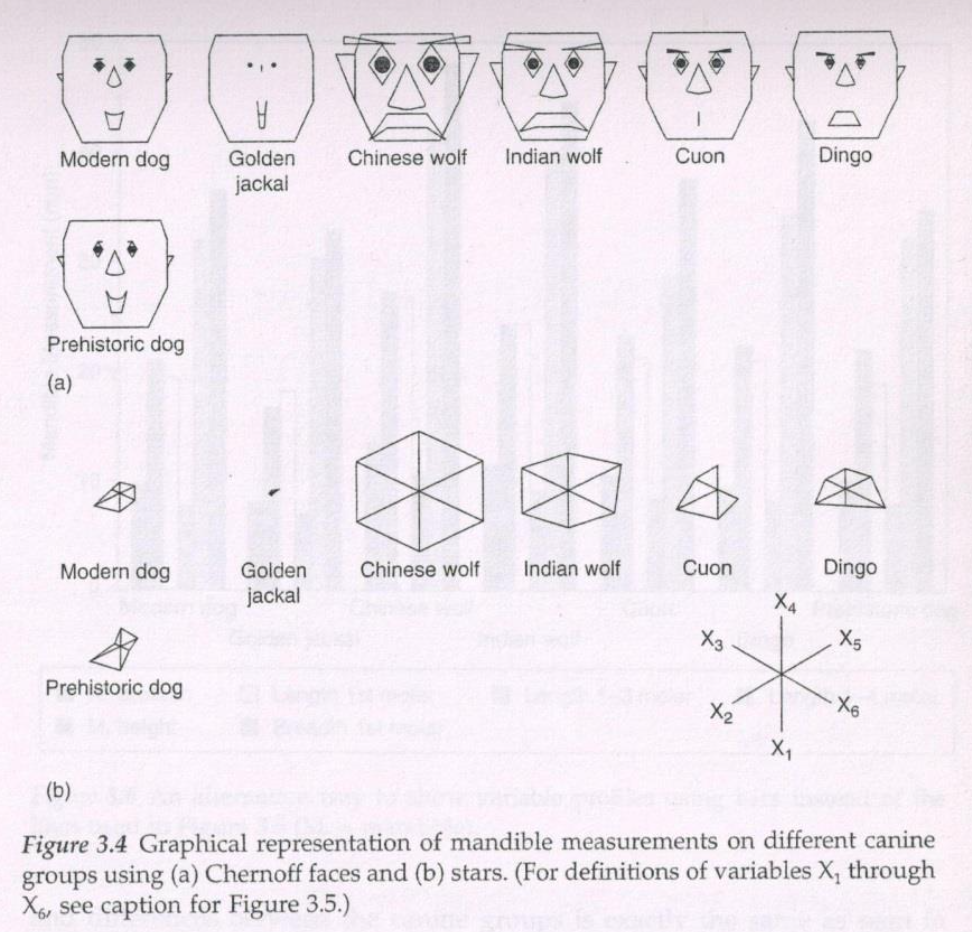 Modern dog
Golden
jackal
Chinese wolf
Indian wolf
Cuon
Dingo
Prehistoric dog
(a)
Modern dog
Golden
jackal
Chinese wolf
Indian wolf
Cuon
Dingo
Prehistoric dog
X₄
X₃ X₅
X₂ X₆
X₁
(b)
Figure 3.4 Graphical representation of mandible measurements on different canine
groups using (a) Chernoff faces and (b) stars. (For definitions of variables X₁ through
X₆, see caption for Figure 3.5.)